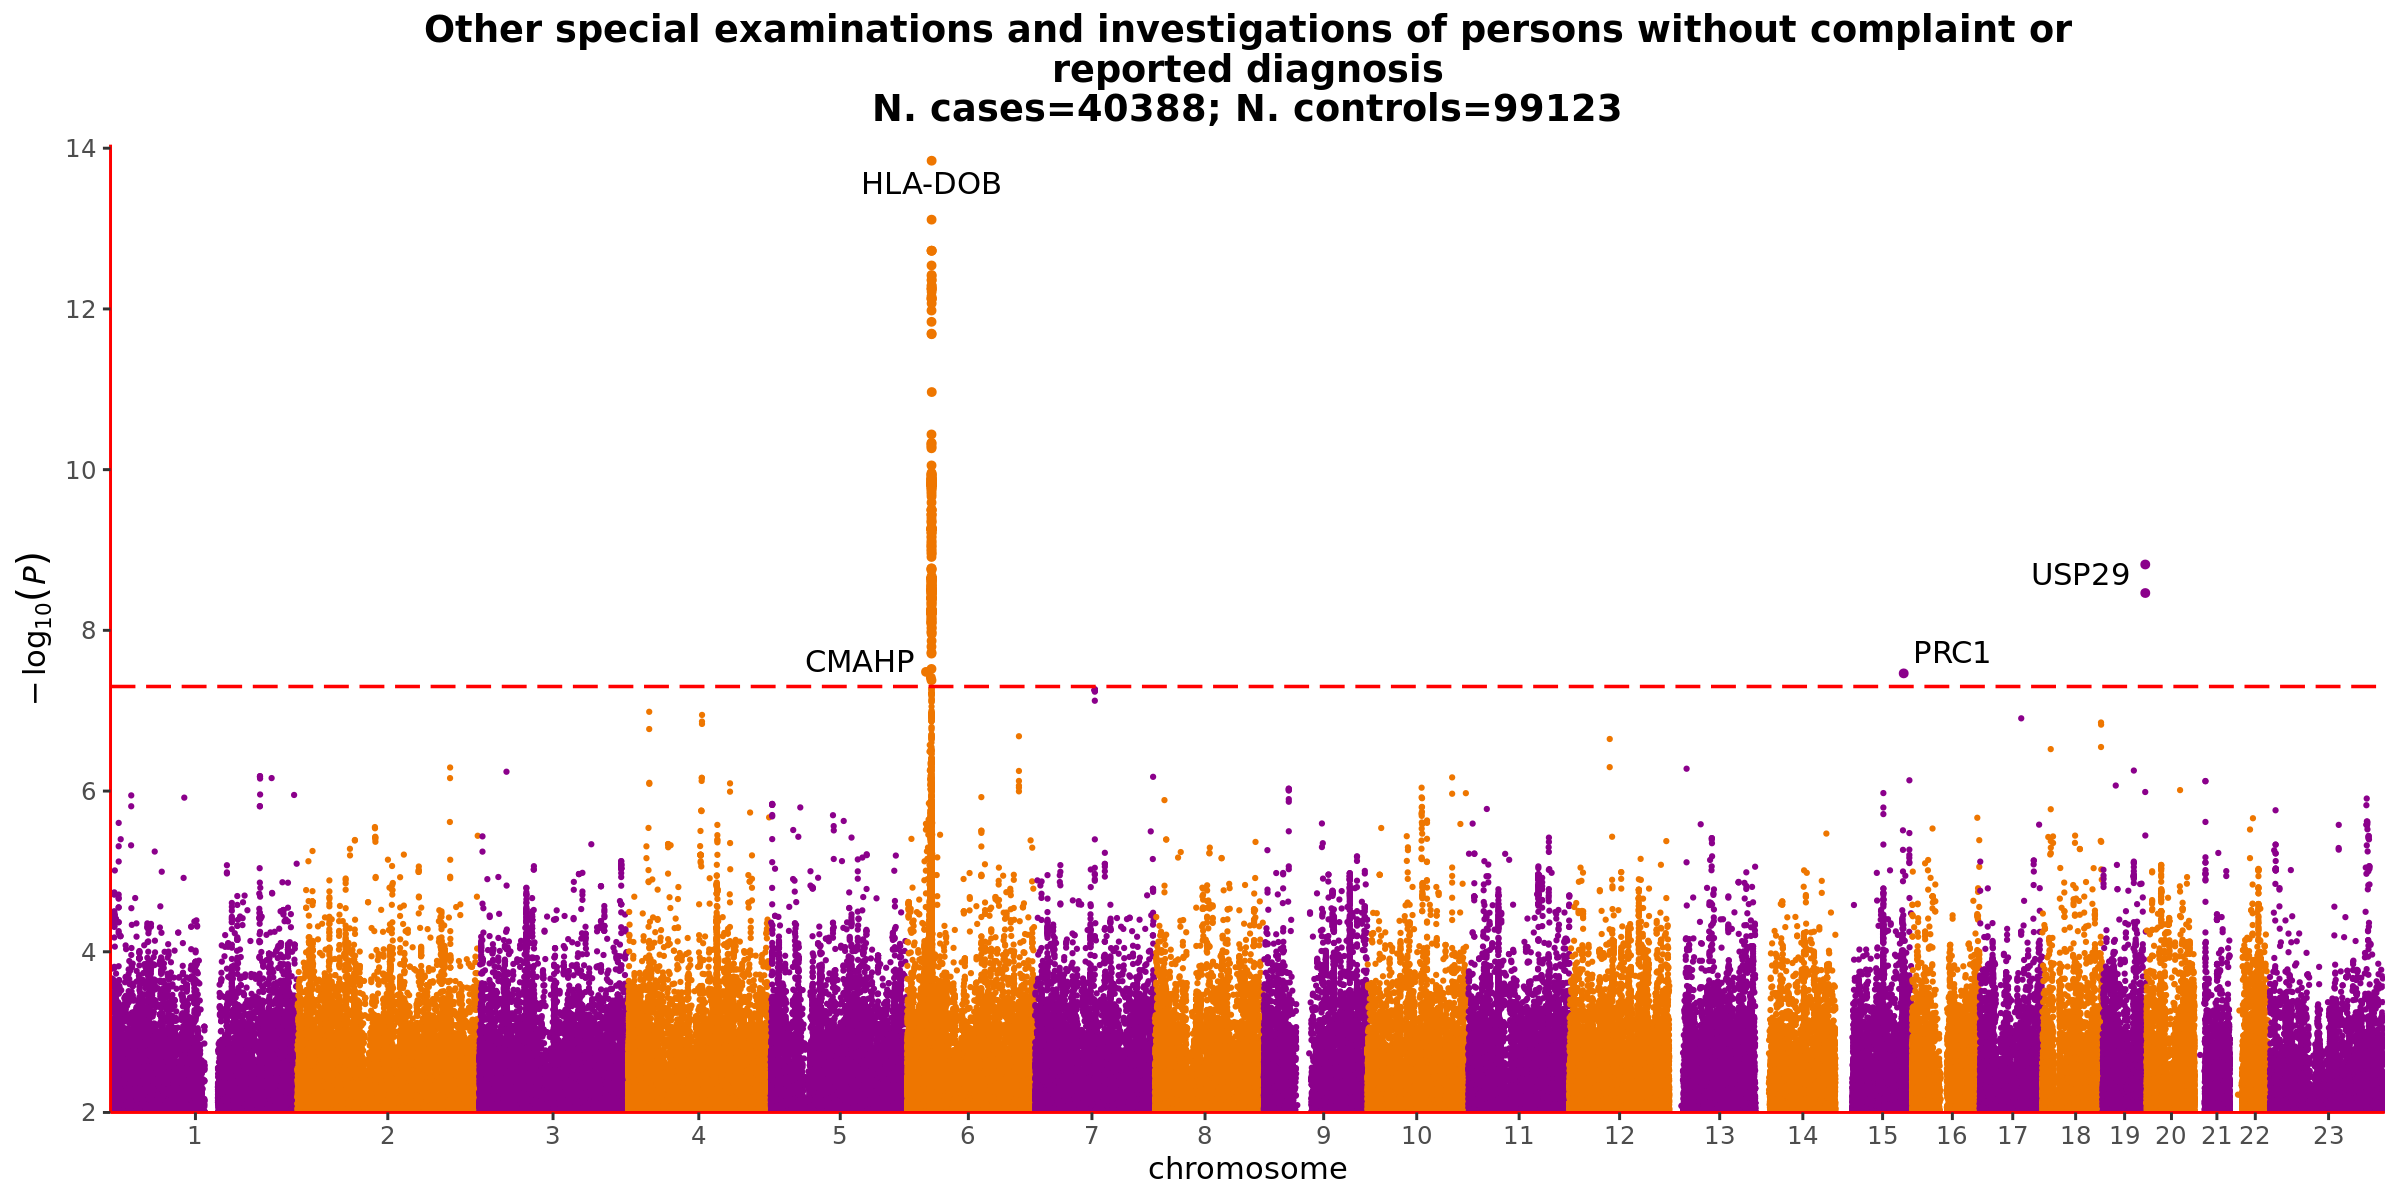 Other special examinations and investigations of persons without complaint or
reported diagnosis
N. cases=40388; N. controls=99123
14
HLA-DOB
12
10
USP29
8
PRC1
CMAHP
6
4
2
−log10(P)
1 2 3 4 5 6 7 8 9 10 11 12 13 14 15 16 17 18 19 20 21 22 23
chromosome